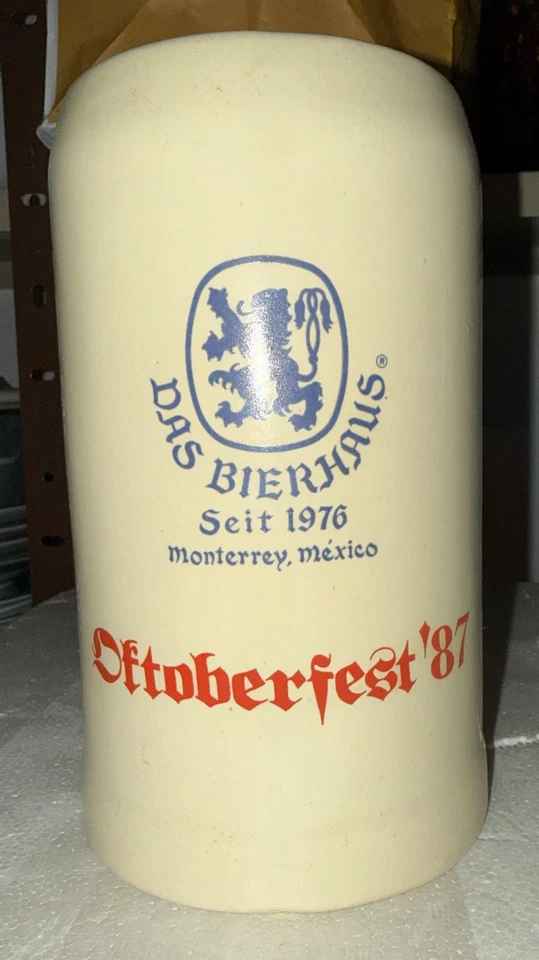 DAS BIERHAUS®
Seit 1976
Monterrey, México
Oktoberfest '87